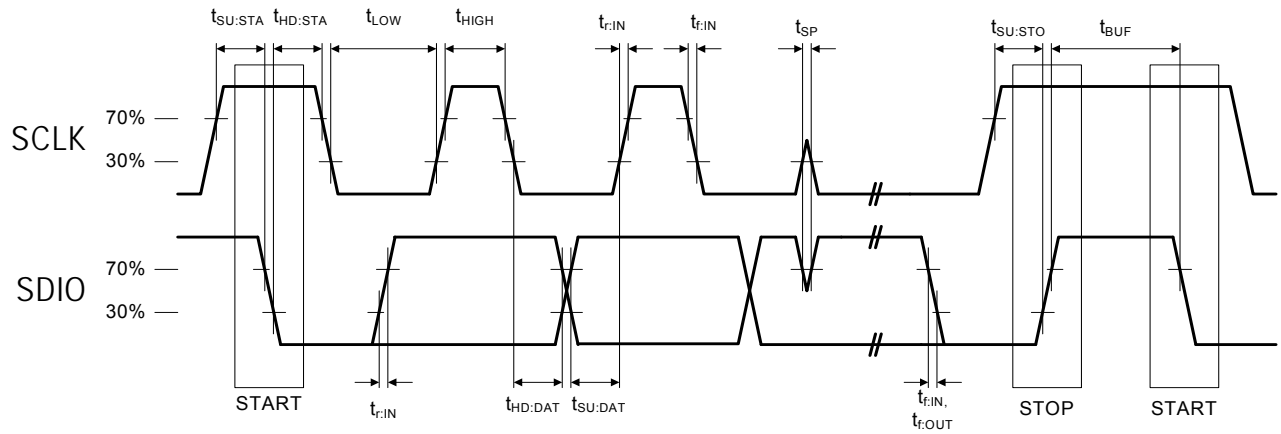 tSU:STA tHD:STA tLOW tHIGH tr:IN tf:IN tSP tSU:STO tBUF
SCLK
70%
30%
SDIO
70%
30%
START
tr:IN
tHD:DAT tSU:DAT
tf:IN,
tf:OUT
STOP
START